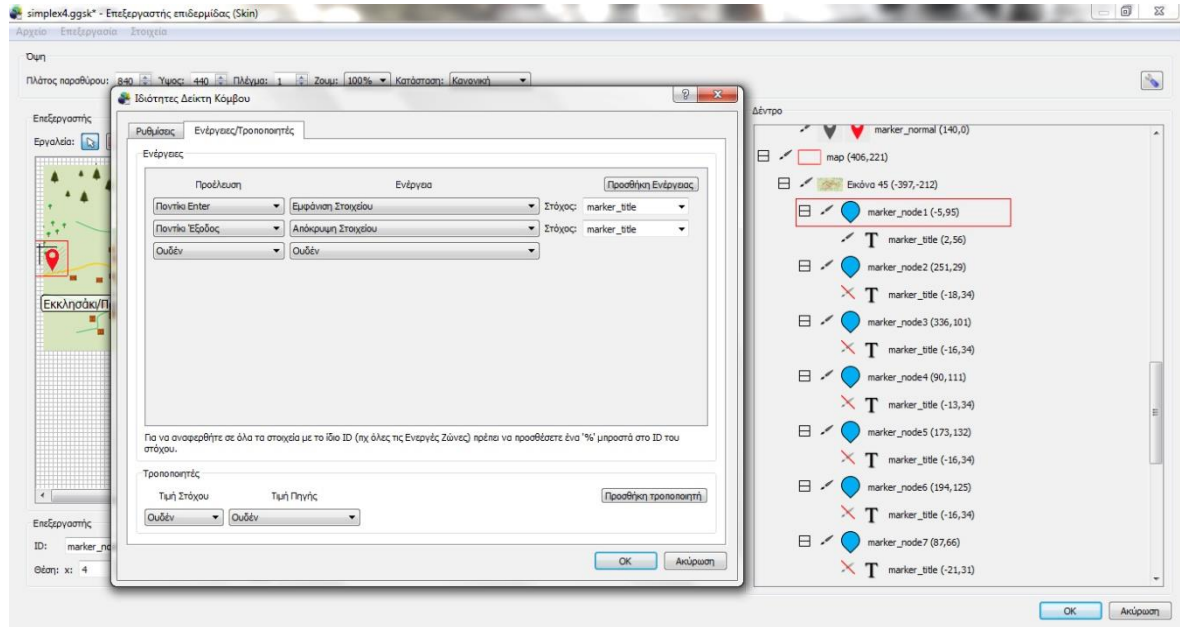 simplex4.ggsk* - Επεξεργαστής επιδερμίδας (Skin)
Αρχείο Επεξεργασία Στοιχεία
Όψη
Πλάτος παραθύρου: 840 Ύψος: 440 Πλέγμα: 1 Ζουμ: 100% Κατάσταση: Κανονική
Επεξεργαστής
Εργαλεία:
Εκκλησάκι/Π
Επεξεργαστής
ID: marker_no
Θέση: x: 4
Ιδιότητες Δείκτη Κόμβου
Ρυθμίσεις Ενέργειες/Τροποποιητές
Ενέργειες
Προέλευση Ενέργεια Προσθήκη Ενέργειας
Ποντίκι Enter Εμφάνιση Στοιχείου Στόχος: marker_title
Ποντίκι Έξοδος Απόκρυψη Στοιχείου Στόχος: marker_title
Ουδέν Ουδέν
Για να αναφερθήτε σε όλα τα στοιχεία με το ίδιο ID (πχ όλες τις Ενεργές Ζώνες) πρέπει να προσθέσετε ένα '%' μπροστά στο ID του
στόχου.
Τροποποιητές
Τιμή Στόχου Τιμή Πηγής Προσθήκη τροποποιητή
Ουδέν Ουδέν
OK Ακύρωση
Δέντρο
marker_normal (140,0)
map (406,221)
Εικόνα 45 (-397,-212)
marker_node1 (-5,95)
T marker_title (2,56)
marker_node2 (251,29)
T marker_title (-18,34)
marker_node3 (336,101)
T marker_title (-16,34)
marker_node4 (90,111)
T marker_title (-13,34)
marker_node5 (173,132)
T marker_title (-16,34)
marker_node6 (194,125)
T marker_title (-16,34)
marker_node7 (87,66)
T marker_title (-21,31)
OK Ακύρωση